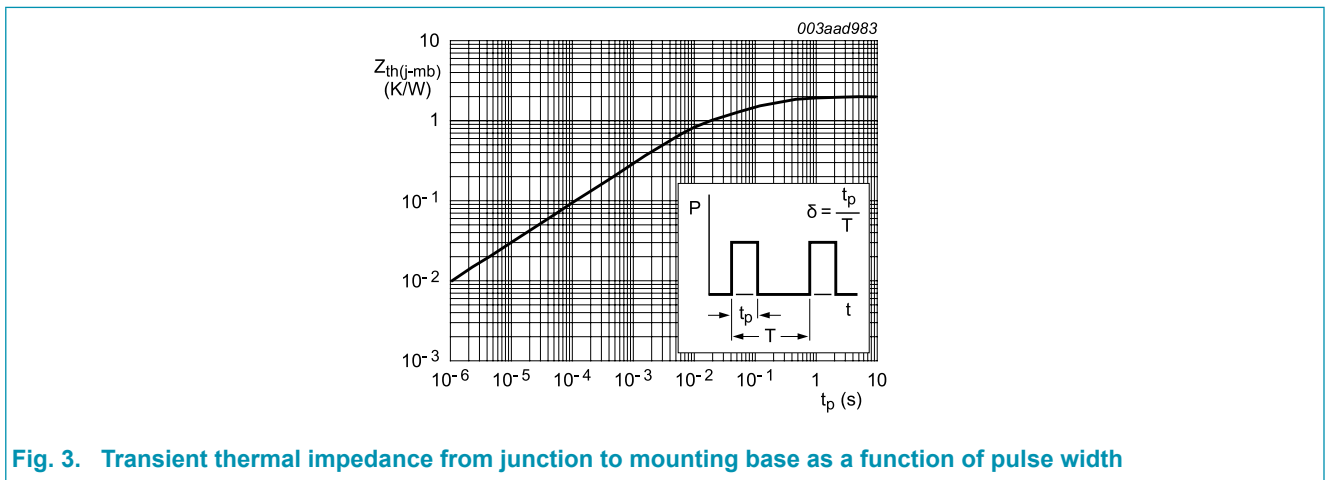 003aad983
10
Zth(j-mb)
(K/W)
1
10-1
10-2
10-3
10-6
10-5
10-4
10-3
10-2
10-1
1
10
tp (s)
P
δ = tp
T
tp
T
t
Fig. 3. Transient thermal impedance from junction to mounting base as a function of pulse width